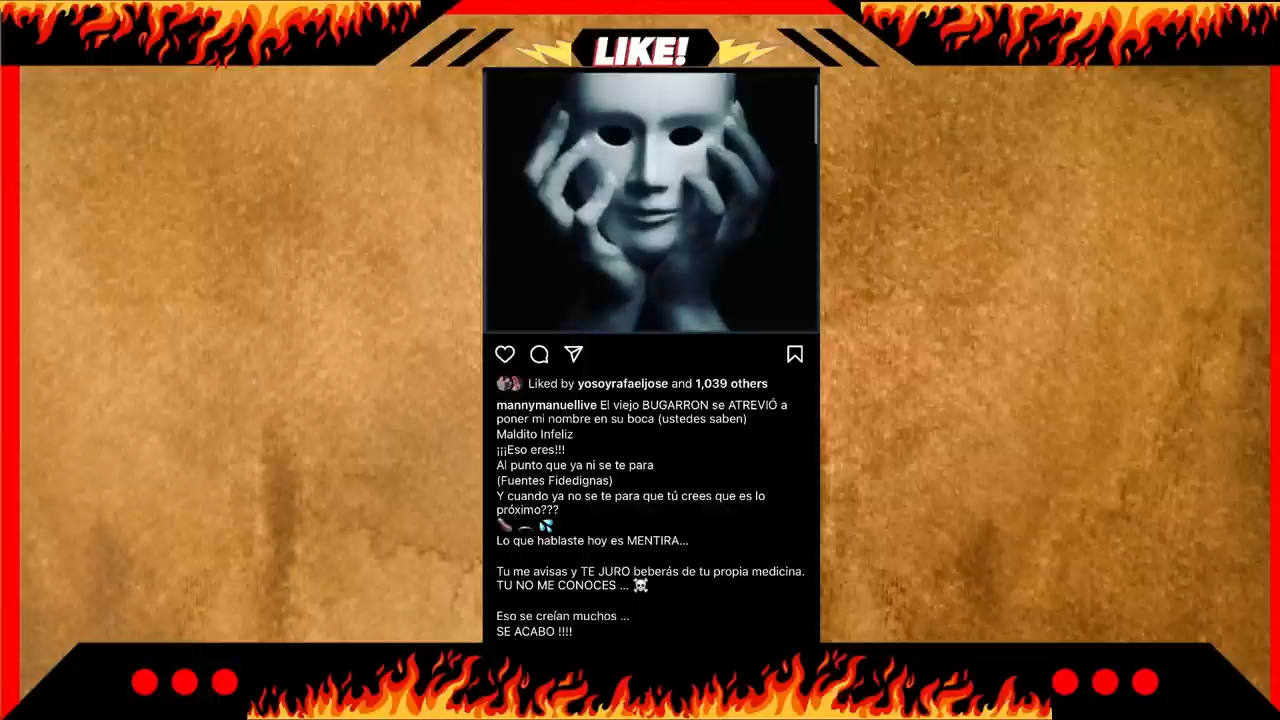 LIKE!
Liked by yosoyrafaeljose and 1,039 others
mannymanuellive El viejo BUGARRON se ATREVIÓ a
poner mi nombre en su boca (ustedes saben)
Maldito Infeliz
¡¡¡Eso eres!!!
Al punto que ya ni se te para
(Fuentes Fidedignas)
Y cuando ya no se te para que tú crees que es lo
próximo???
Lo que hablaste hoy es MENTIRA...
Tu me avisas y TE JURO beberás de tu propia medicina.
TU NO ME CONOCES ... ☠️
Eso se creían muchos ...
SE ACABO !!!!